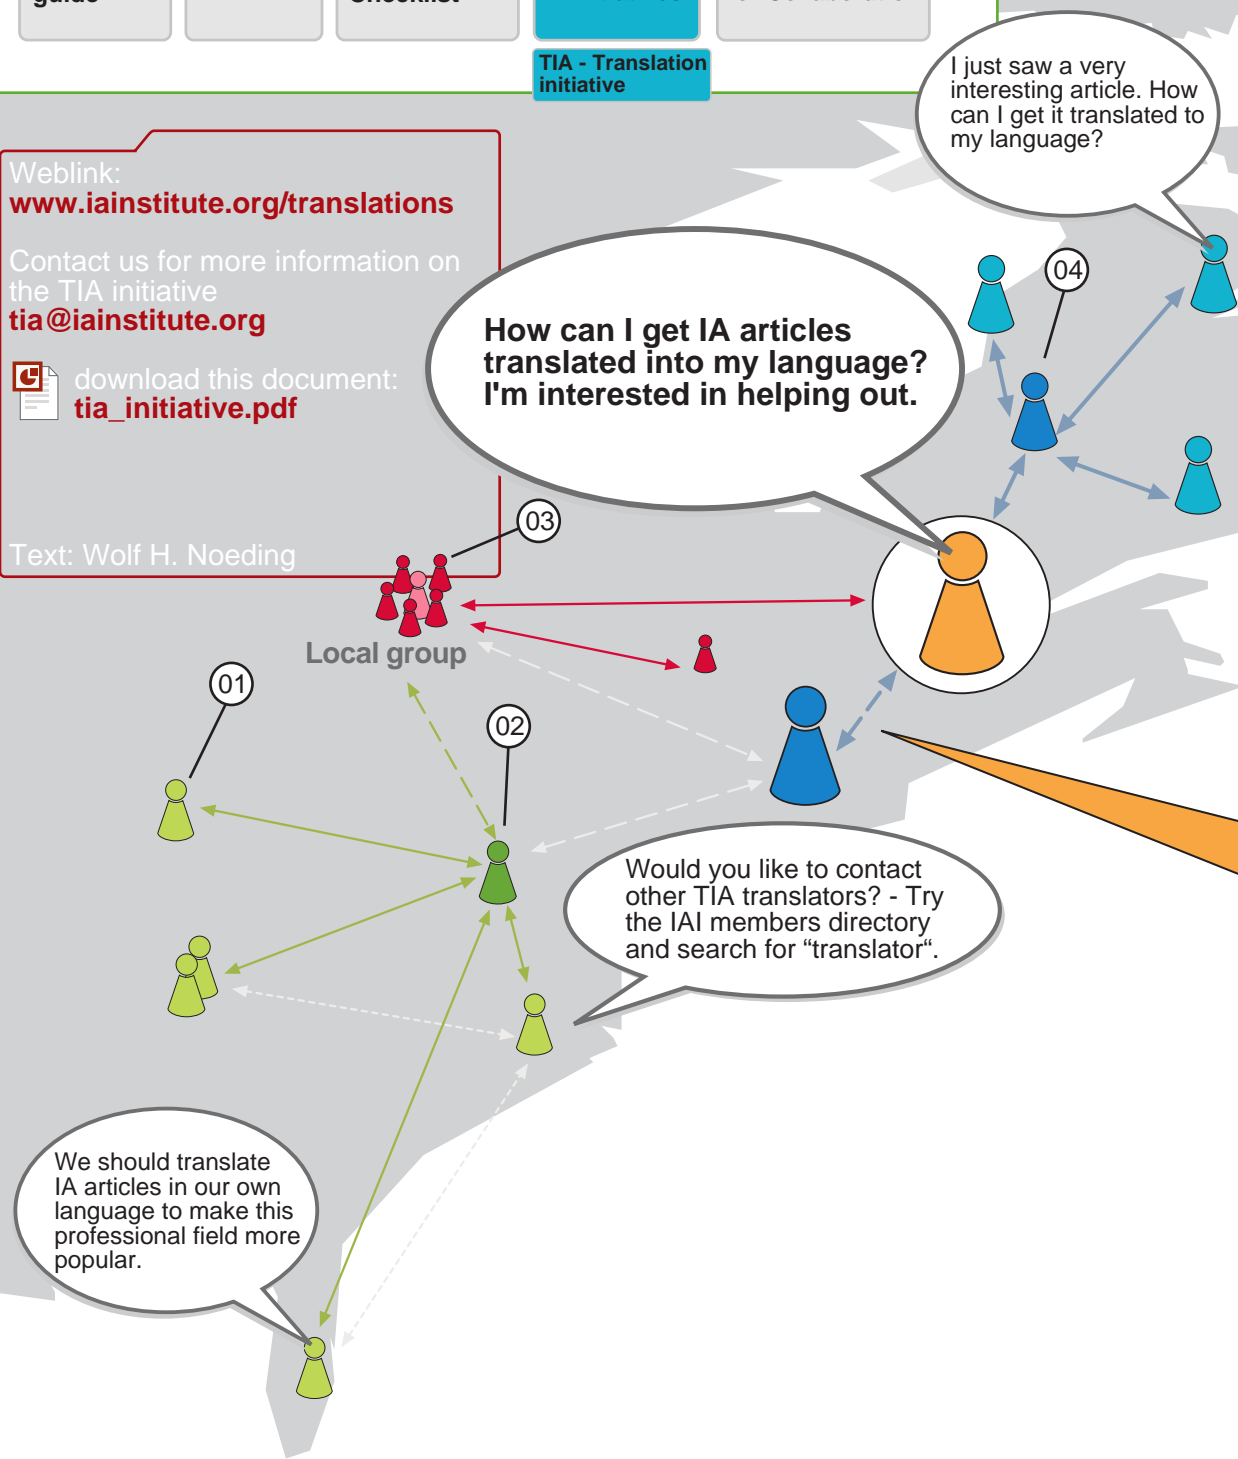 guide
Checklist
TIA - Translation
initiative
I just saw a very
interesting article. How
can I get it translated to
my language?
Weblink:
www.iainstitute.org/translations
Contact us for more information on
the TIA initiative
tia@iainstitute.org
download this document:
tia_initiative.pdf
Text: Wolf H. Noeding
How can I get IA articles
translated into my language?
I'm interested in helping out.
04
03
Local group
01
02
Would you like to contact
other TIA translators? - Try
the IAI members directory
and search for “translator“.
We should translate
IA articles in our own
language to make this
professional field more
popular.